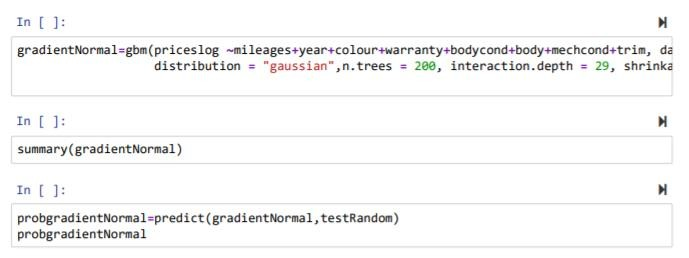 In [ ]:
gradientNormal=gbm(priceslog ~mileages+year+colour+warranty+bodycond+body+mechcond+trim, da
distribution = "gaussian",n.trees = 200, interaction.depth = 29, shrinka
In [ ]:
summary(gradientNormal)
In [ ]:
probgradientNormal=predict(gradientNormal,testRandom)
probgradientNormal